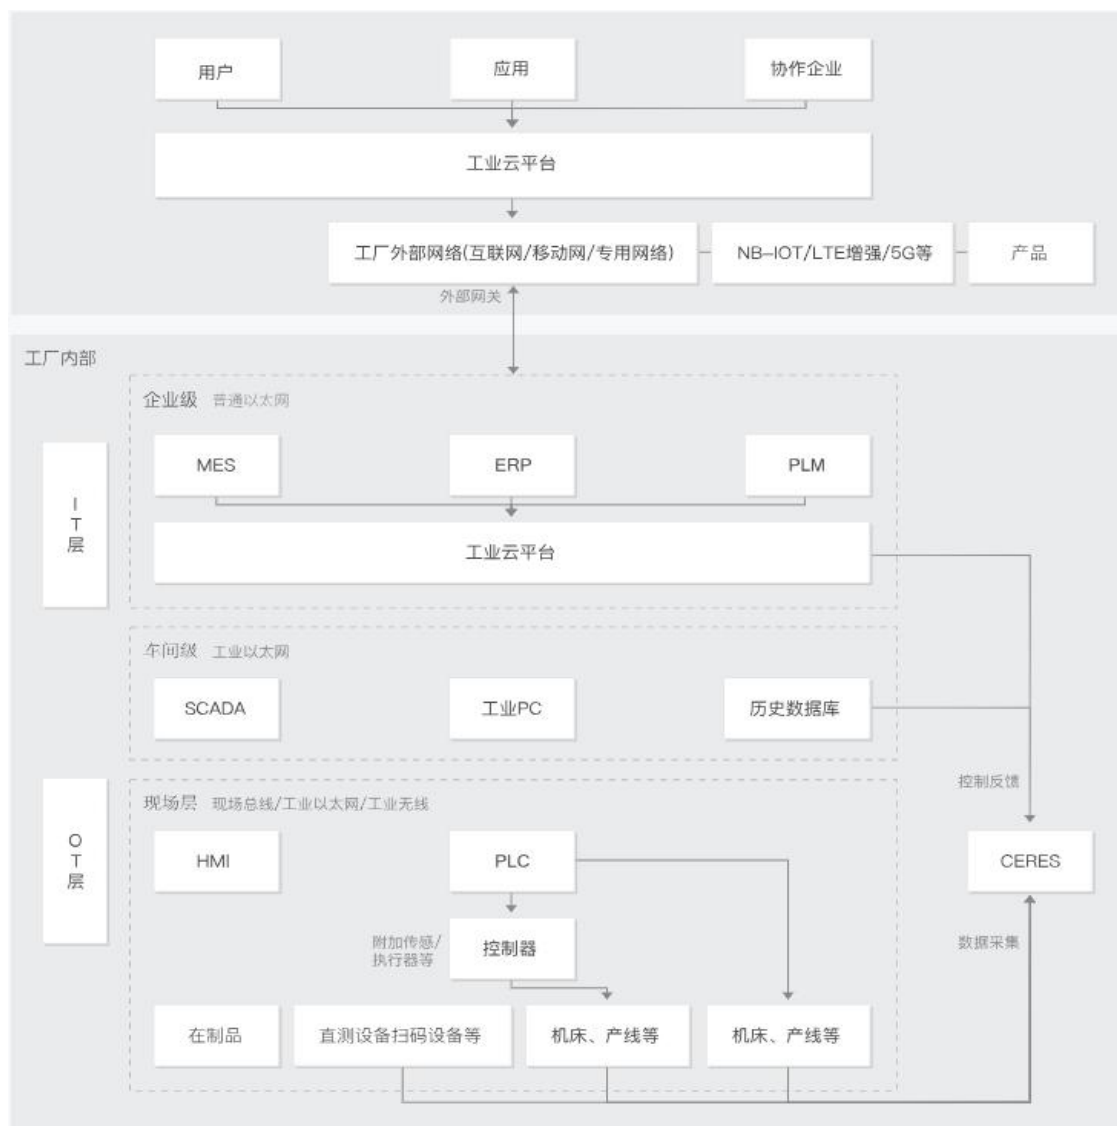 用户
应用
协作企业
工业云平台
工厂外部网络(互联网/移动网/专用网络)
NB-IOT/LTE增强/5G等
产品
外部网关
工厂内部
企业级 普通以太网
MES
ERP
PLM
IT层
工业云平台
车间级 工业以太网
SCADA
工业PC
历史数据库
控制反馈
OT层
现场层 现场总线/工业以太网/工业无线
HMI
PLC
CERES
附加传感/
执行器等
控制器
数据采集
在制品
直测设备扫码设备等
机床、产线等
机床、产线等